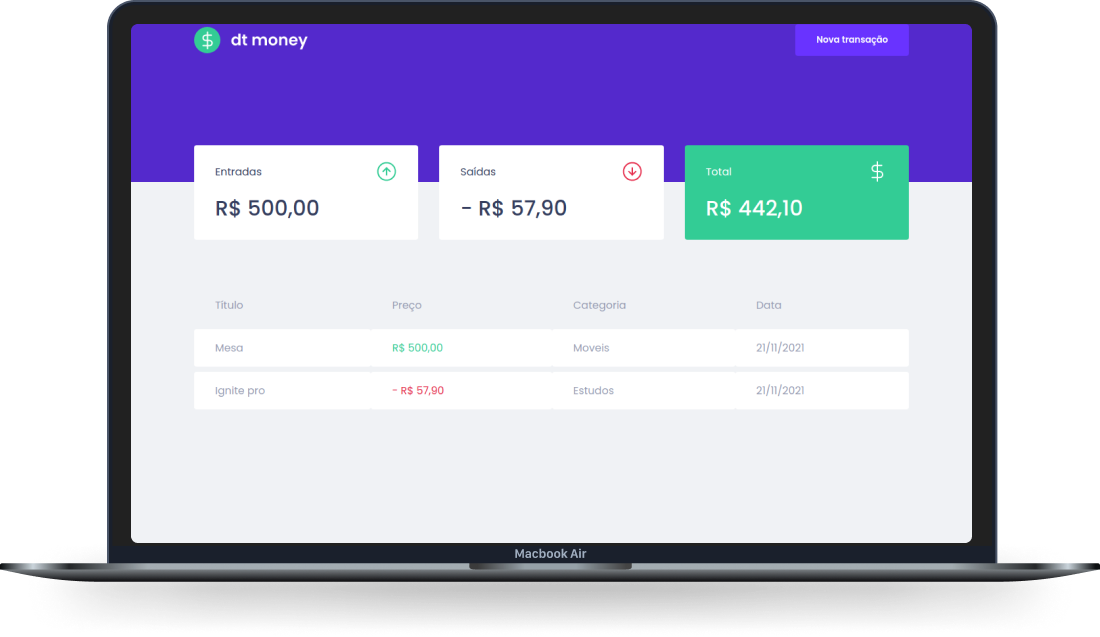 dt money
Nova transação
Entradas
R$ 500,00
Saídas
- R$ 57,90
Total
R$ 442,10
Título Preço Categoria Data
Mesa R$ 500,00 Moveis 21/11/2021
Ignite pro - R$ 57,90 Estudos 21/11/2021
Macbook Air